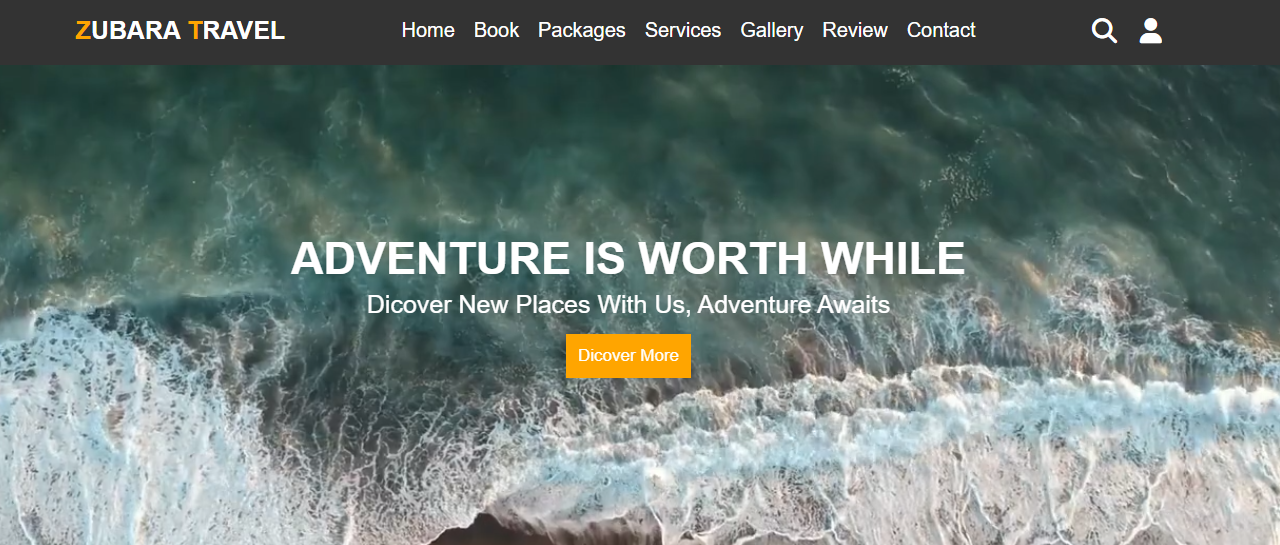 ZUBARA TRAVEL
Home Book Packages Services Gallery Review Contact
ADVENTURE IS WORTH WHILE
Dicover New Places With Us, Adventure Awaits
Dicover More